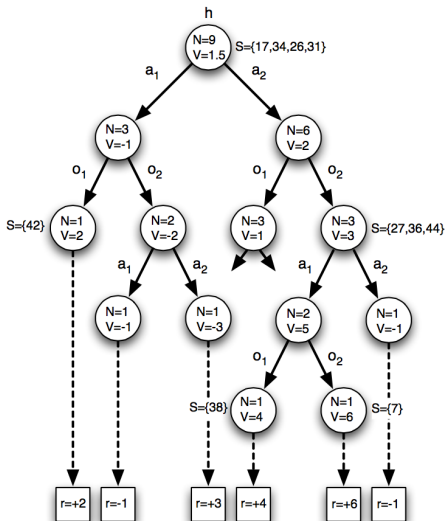 h
N=9
V=1.5
S={17,34,26,31}
a1
a2
N=3
V=-1
N=6
V=2
o1
o2
o1
o2
S={42}
N=1
V=2
N=2
V=-2
N=3
V=1
N=3
V=3
S={27,36,44}
a1
a2
a1
a2
N=1
V=-1
N=1
V=-3
N=2
V=5
N=1
V=-1
o1
o2
S={38}
N=1
V=4
N=1
V=6
S={7}
r=+2
r=-1
r=+3
r=+4
r=+6
r=-1